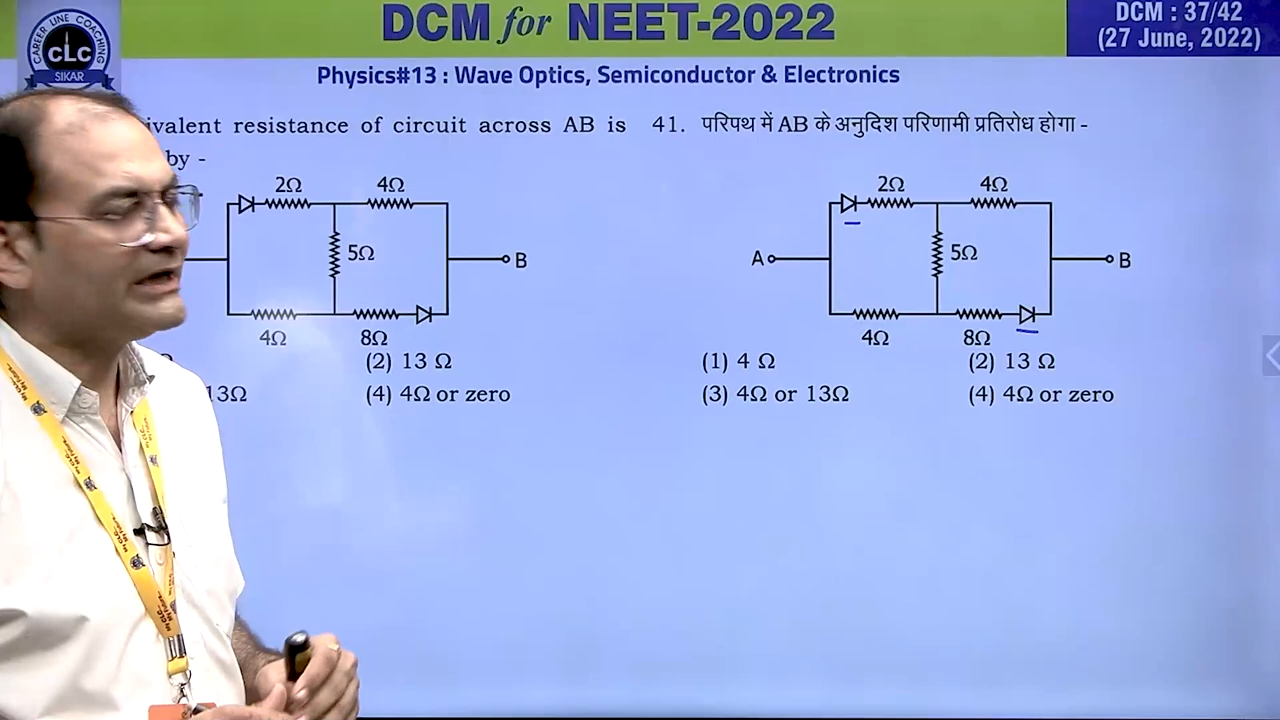 DCM for NEET-2022
DCM : 37/42
(27 June, 2022)
CAREER LINE COACHING
CLC
SIKAR
Physics#13 : Wave Optics, Semiconductor & Electronics
ivalent resistance of circuit across AB is
by -
2Ω 4Ω
5Ω
B
4Ω 8Ω
(2) 13 Ω
13Ω (4) 4Ω or zero
41. परिपथ में AB के अनुदिश परिणामी प्रतिरोध होगा -
2Ω 4Ω
A 5Ω B
4Ω 8Ω
(1) 4 Ω (2) 13 Ω
(3) 4Ω or 13Ω (4) 4Ω or zero